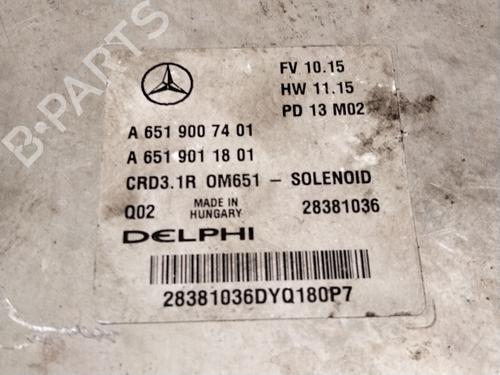 FV 10.15
HW 11.15
PD 13 M02
A 651 900 74 01
A 651 901 18 01
CRD3.1R OM651 - SOLENOID
Q02 MADE IN HUNGARY 28381036
DELPHI
28381036DYQ180P7
B-PARTS